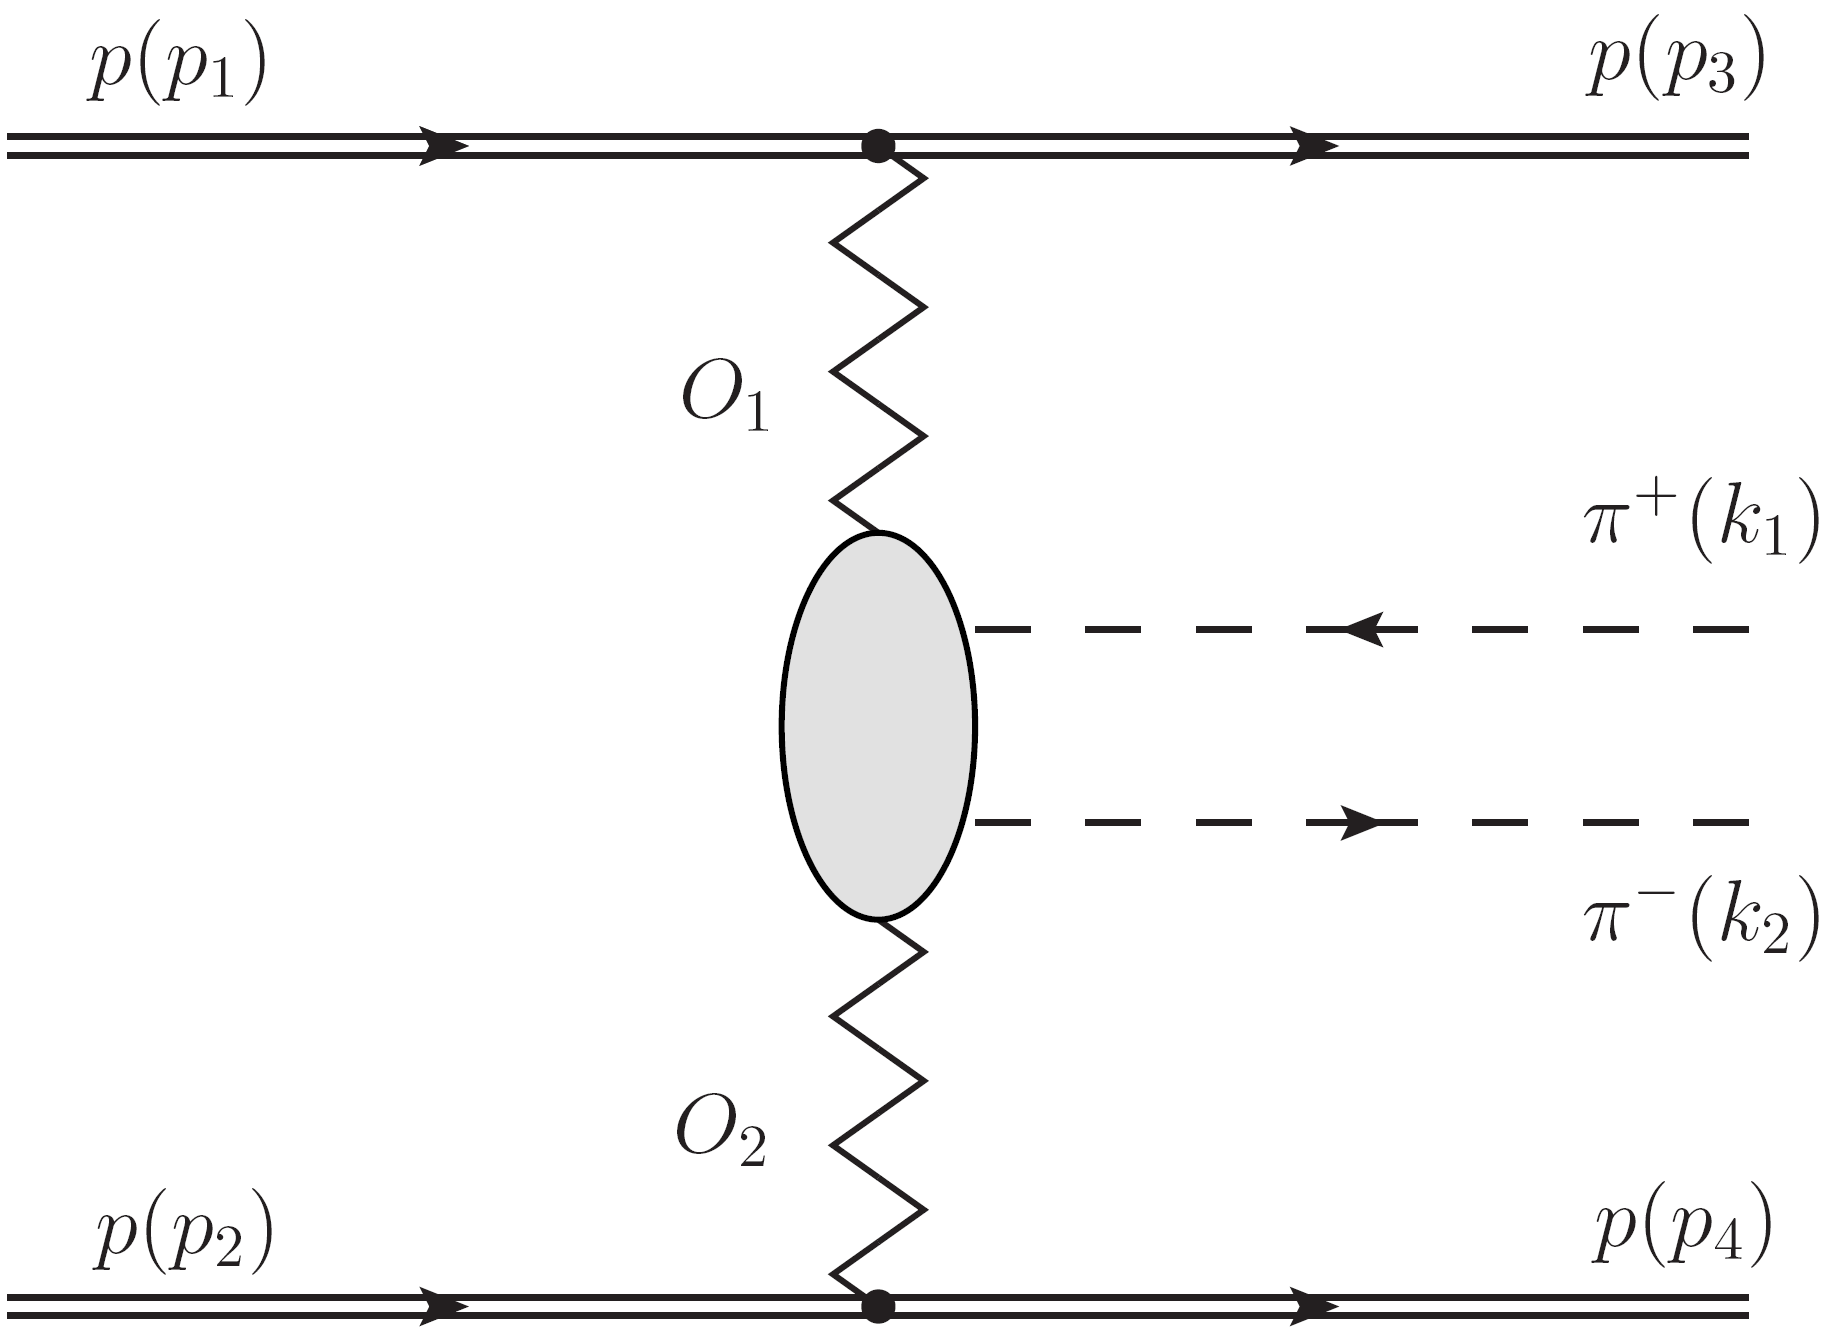 p(p₁)
p(p₃)
O₁
π⁺(k₁)
π⁻(k₂)
O₂
p(p₂)
p(p₄)